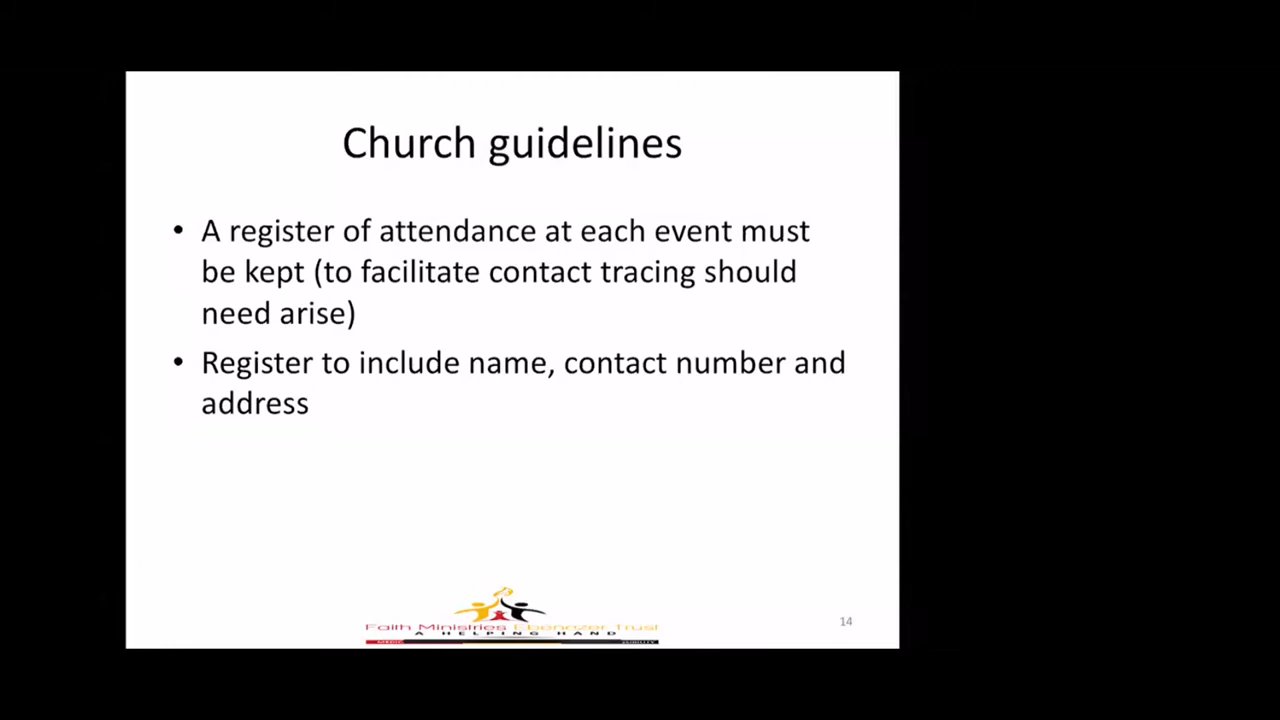 Church guidelines
• A register of attendance at each event must
be kept (to facilitate contact tracing should
need arise)
• Register to include name, contact number and
address
Faith Ministries Ebenezer Trust
A HELPING HAND
14